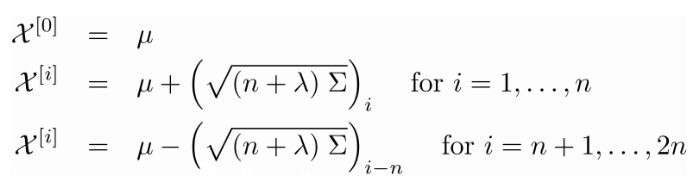 𝒳^{[0]} = μ
𝒳^{[i]} = μ + (√((n + λ) Σ))_i for i = 1, . . . , n
𝒳^{[i]} = μ − (√((n + λ) Σ))_{i−n} for i = n + 1, . . . , 2n